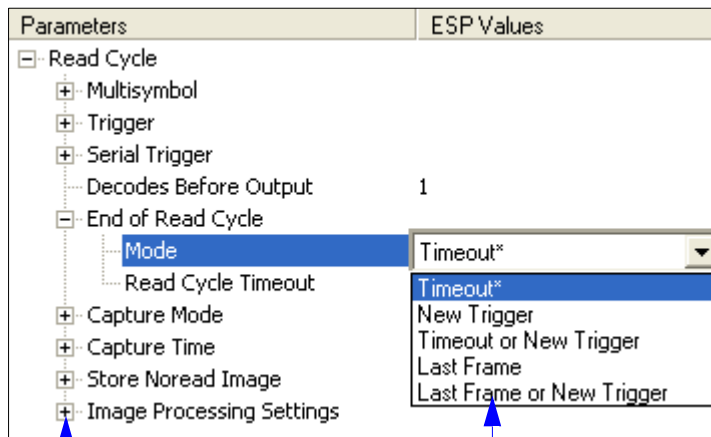 Parameters ESP Values
Read Cycle
Multisymbol
Trigger
Serial Trigger
Decodes Before Output 1
End of Read Cycle
Mode Timeout*
Read Cycle Timeout Timeout*
New Trigger
Capture Mode Timeout or New Trigger
Capture Time Last Frame
Store Noread Image Last Frame or New Trigger
Image Processing Settings